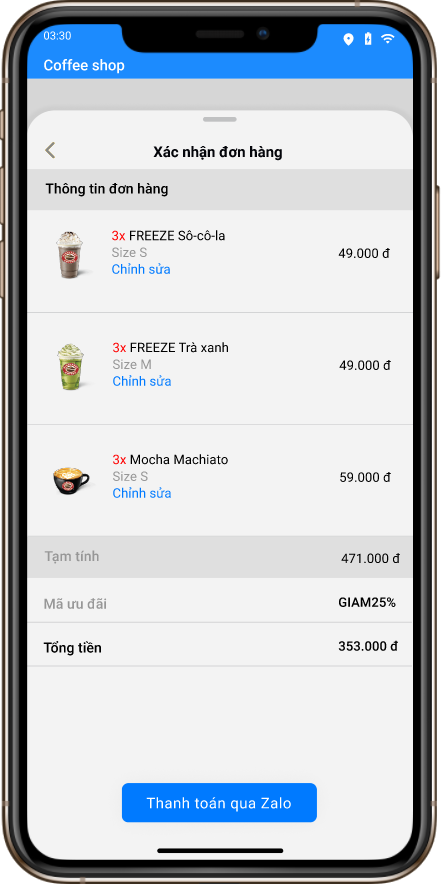 03:30
Coffee shop
Xác nhận đơn hàng
Thông tin đơn hàng
3x FREEZE Sô-cô-la
Size S
49.000 đ
Chỉnh sửa
3x FREEZE Trà xanh
Size M
49.000 đ
Chỉnh sửa
3x Mocha Machiato
Size S
59.000 đ
Chỉnh sửa
Tạm tính 471.000 đ
Mã ưu đãi GIAM25%
Tổng tiền 353.000 đ
Thanh toán qua Zalo